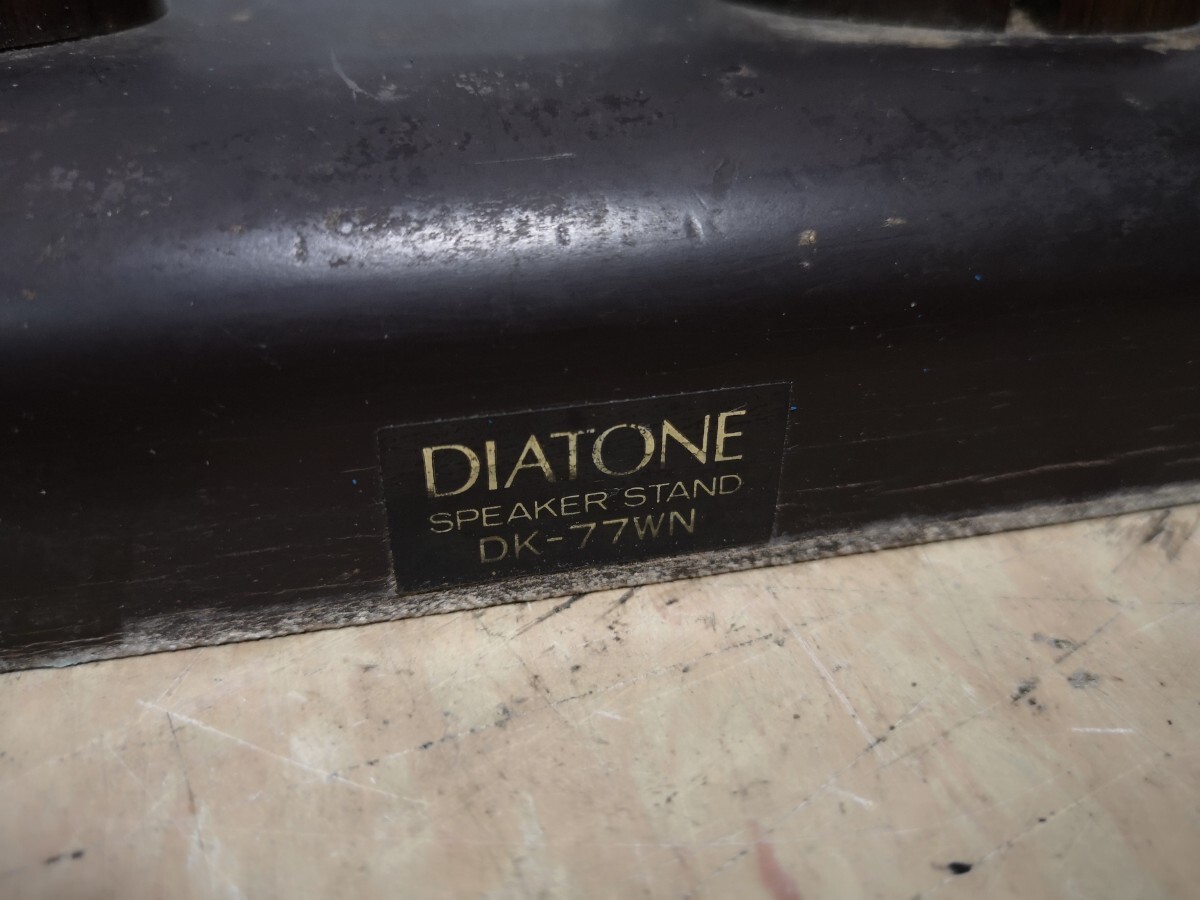 DIATONE
SPEAKER STAND
DK-77WN